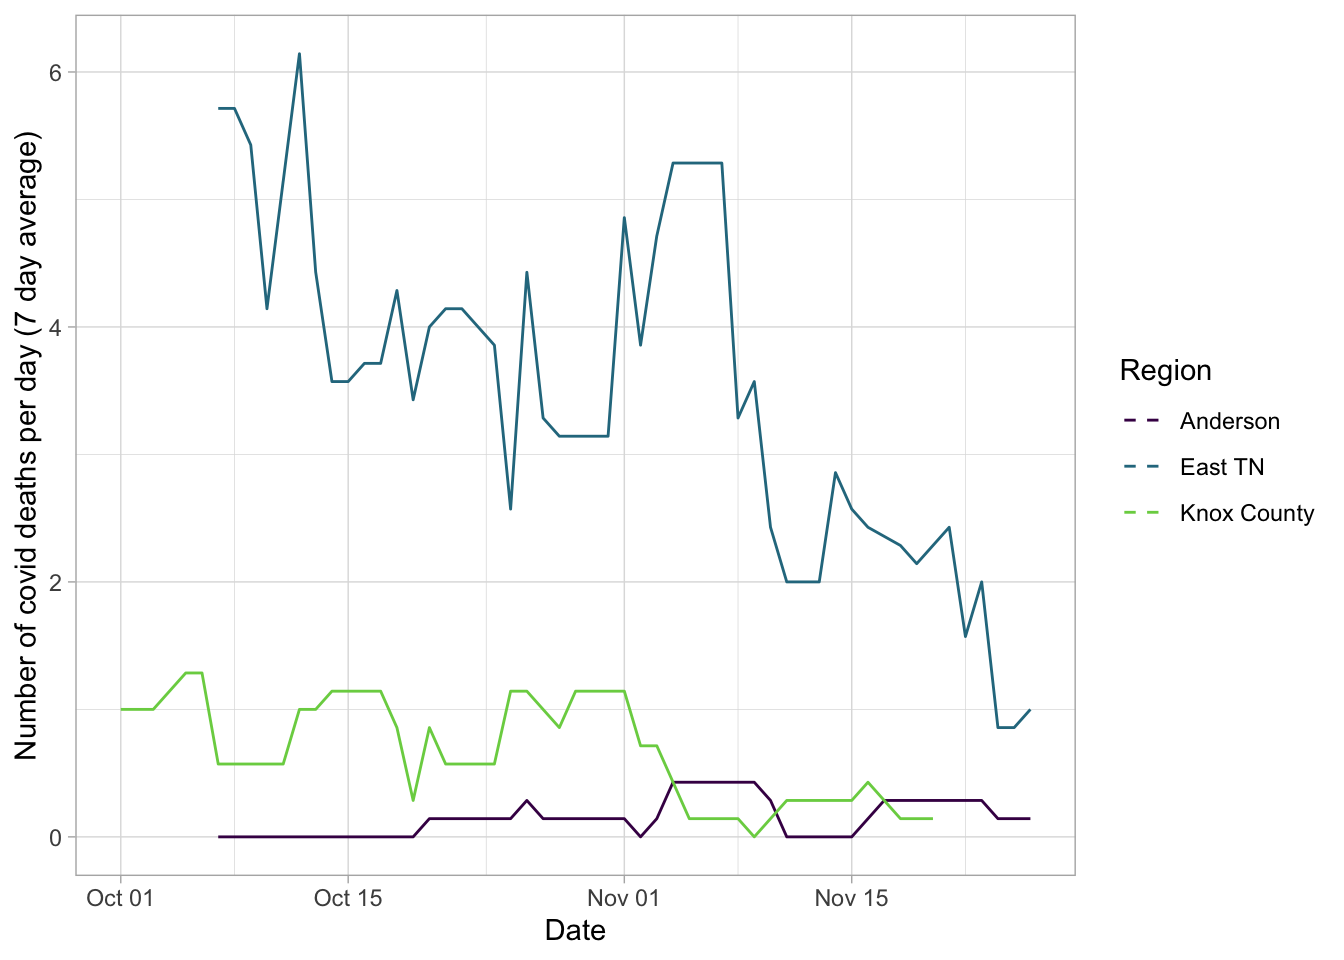 Number of covid deaths per day (7 day average)
6
4
2
0
Oct 01
Oct 15
Nov 01
Nov 15
Date
Region
Anderson
East TN
Knox County